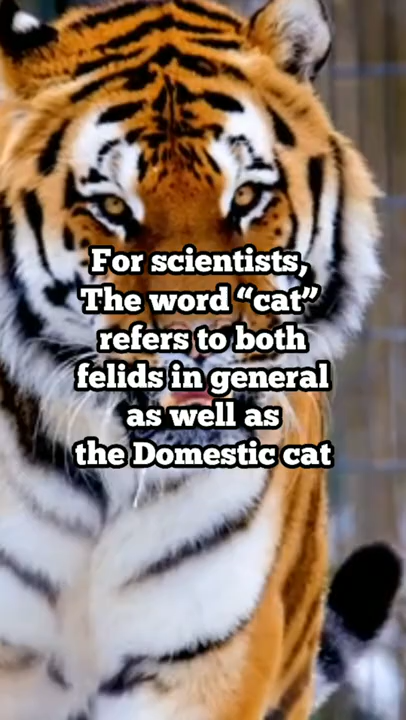 For scientists,
The word “cat”
refers to both
felids in general
as well as
the Domestic cat